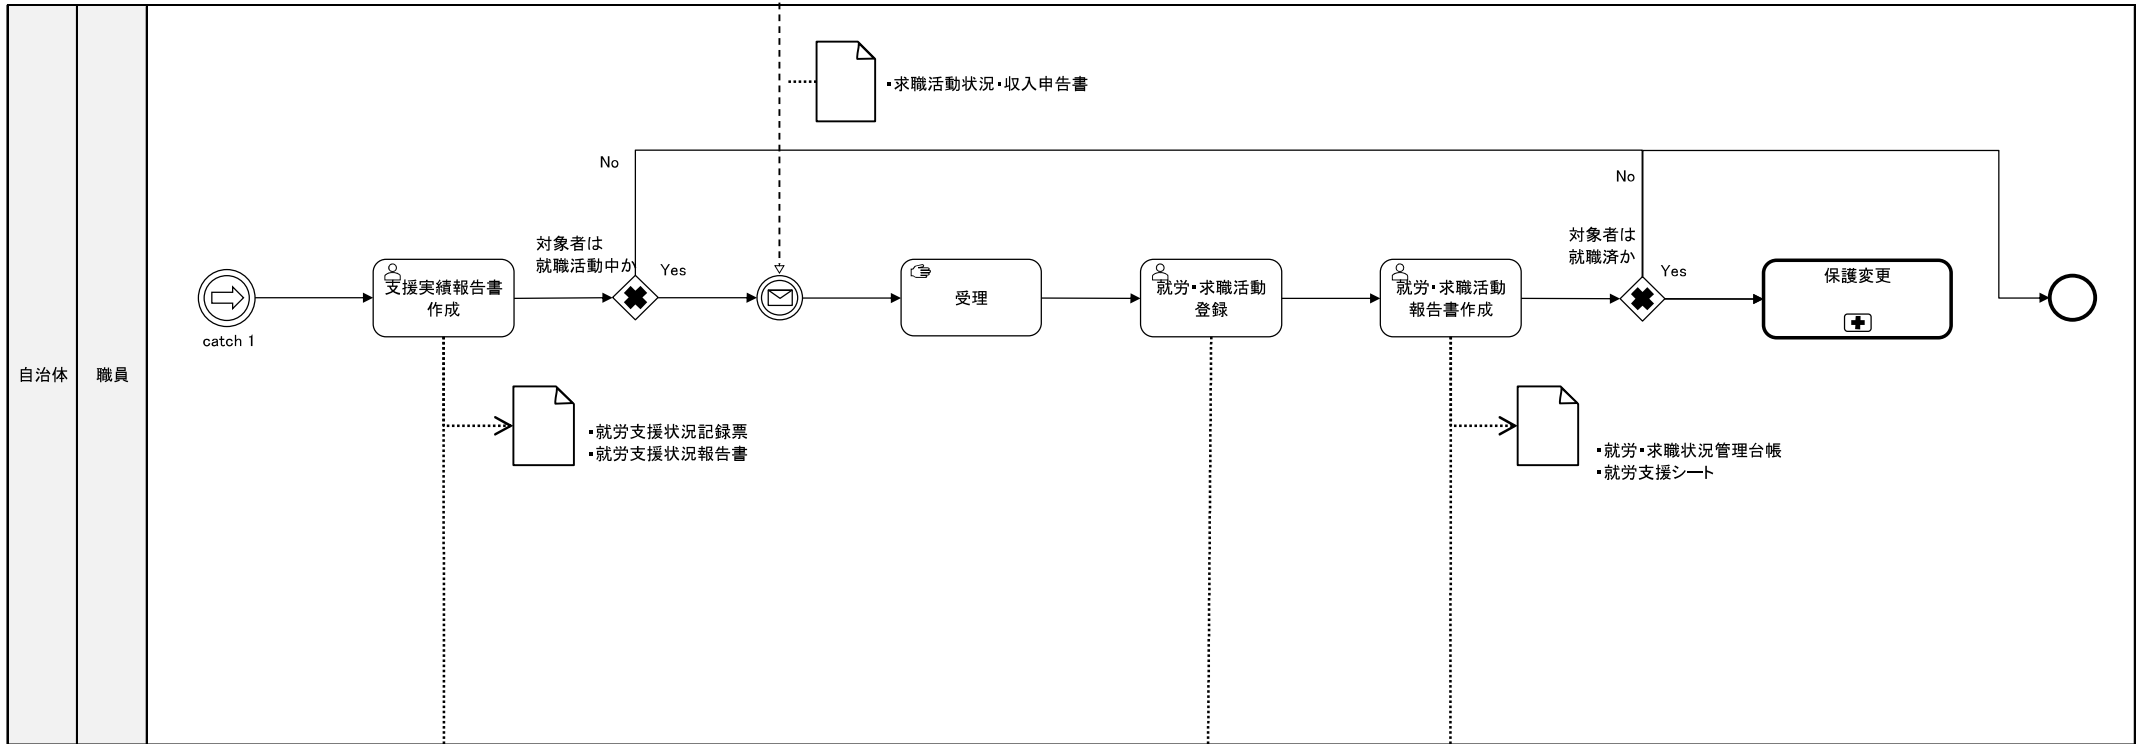 自治体
職員
・求職活動状況・収入申告書
No
No
対象者は
就職活動中か
Yes
対象者は
就職済か
Yes
catch 1
支援実績報告書
作成
受理
就労・求職活動
登録
就労・求職活動
報告書作成
保護変更
・就労支援状況記録票
・就労支援状況報告書
・就労・求職状況管理台帳
・就労支援シート